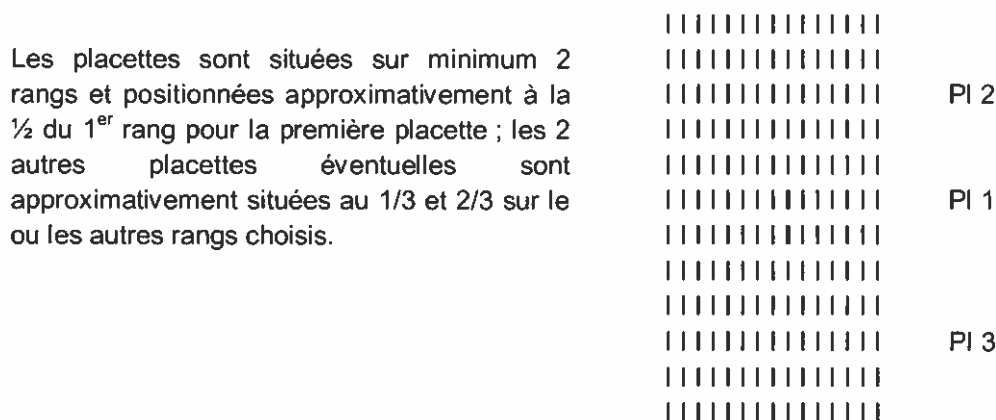 Les placettes sont situées sur minimum 2
rangs et positionnées approximativement à la
½ du 1er rang pour la première placette ; les 2
autres placettes éventuelles sont
approximativement situées au 1/3 et 2/3 sur le
ou les autres rangs choisis.
Pl 2
Pl 1
Pl 3